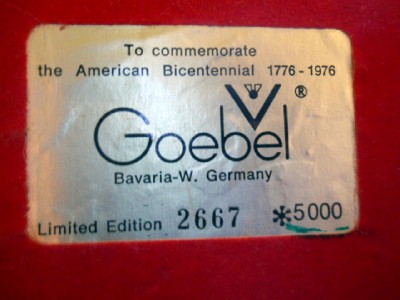 To commemorate
the American Bicentennial 1776-1976
Goebel ®
Bavaria-W. Germany
Limited Edition 2667 *5000